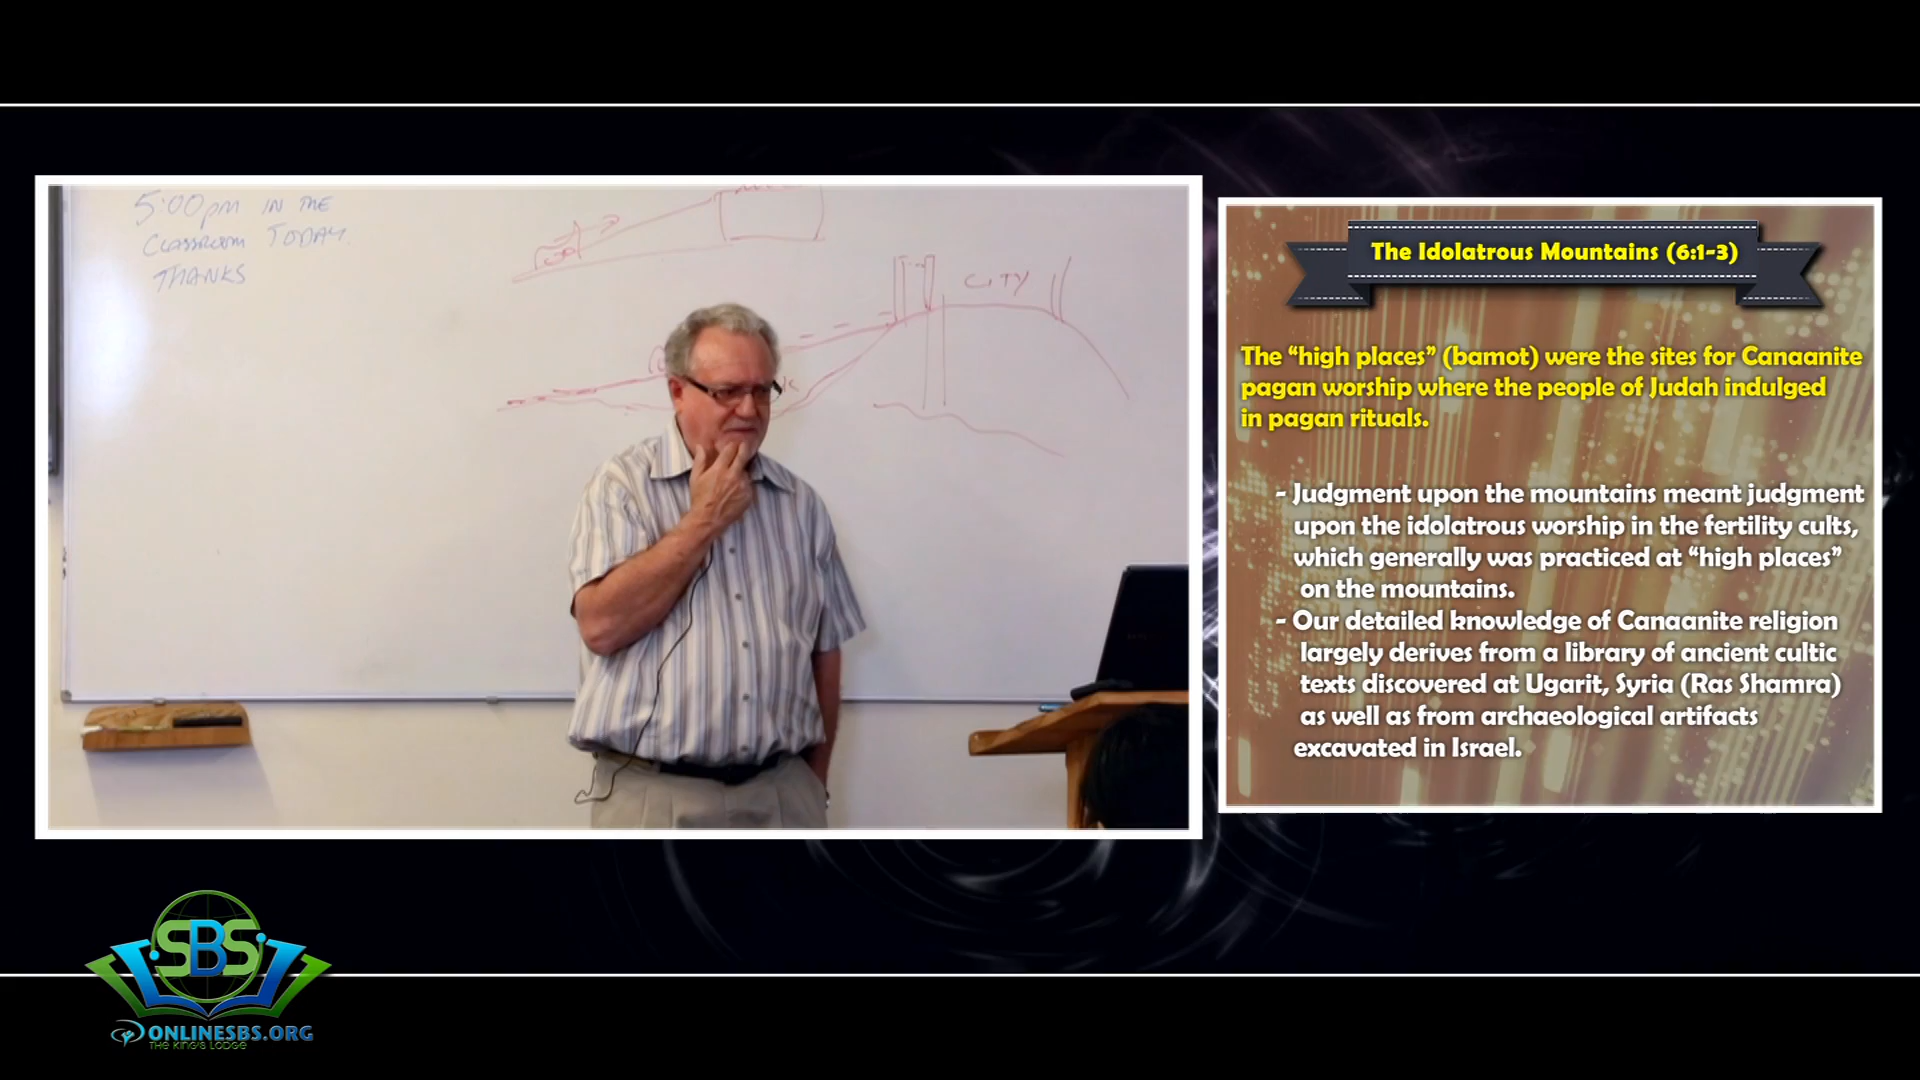 5:00pm IN THE
CLASSROOM TODAY.
THANKS
CITY
The Idolatrous Mountains (6:1-3)
The “high places” (bamot) were the sites for Canaanite
pagan worship where the people of Judah indulged
in pagan rituals.
- Judgment upon the mountains meant judgment
upon the idolatrous worship in the fertility cults,
which generally was practiced at “high places”
on the mountains.
- Our detailed knowledge of Canaanite religion
largely derives from a library of ancient cultic
texts discovered at Ugarit, Syria (Ras Shamra)
as well as from archaeological artifacts
excavated in Israel.
SBS
ONLINESBS.ORG
THE KING'S LODGE